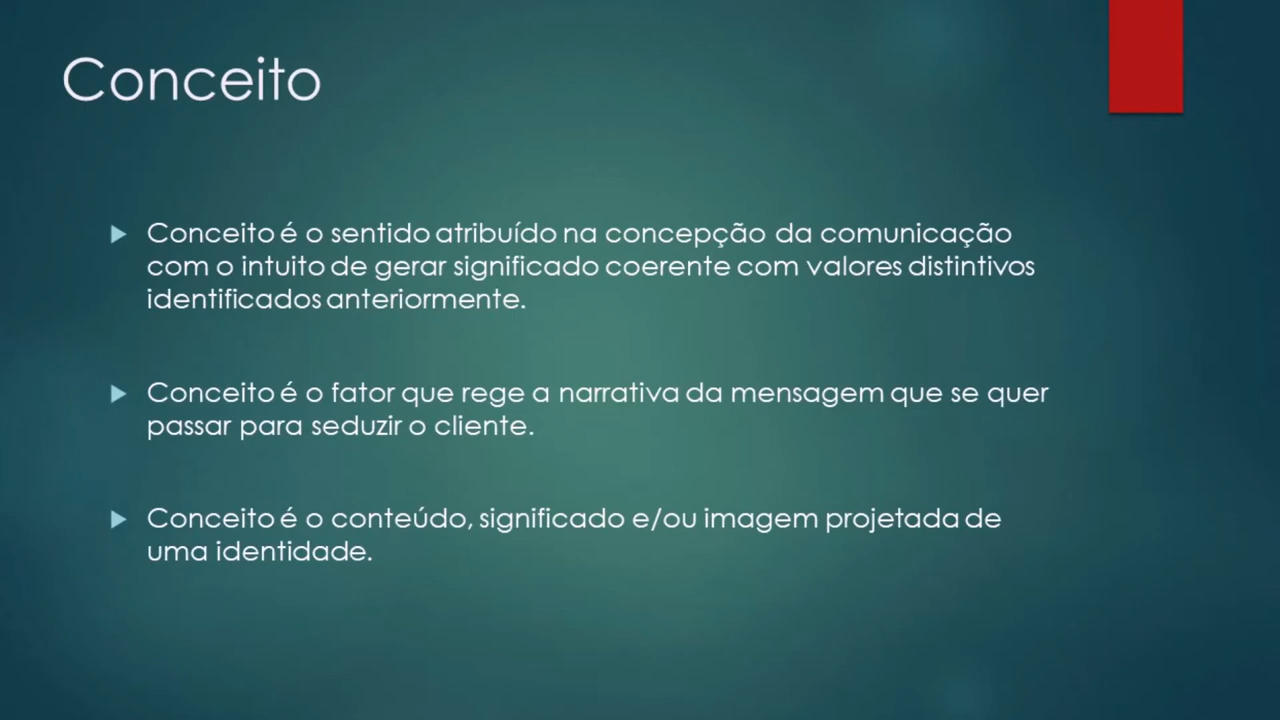 Conceito
Conceito é o sentido atribuído na concepção da comunicação
com o intuito de gerar significado coerente com valores distintivos
identificados anteriormente.
Conceito é o fator que rege a narrativa da mensagem que se quer
passar para seduzir o cliente.
Conceito é o conteúdo, significado e/ou imagem projetada de
uma identidade.